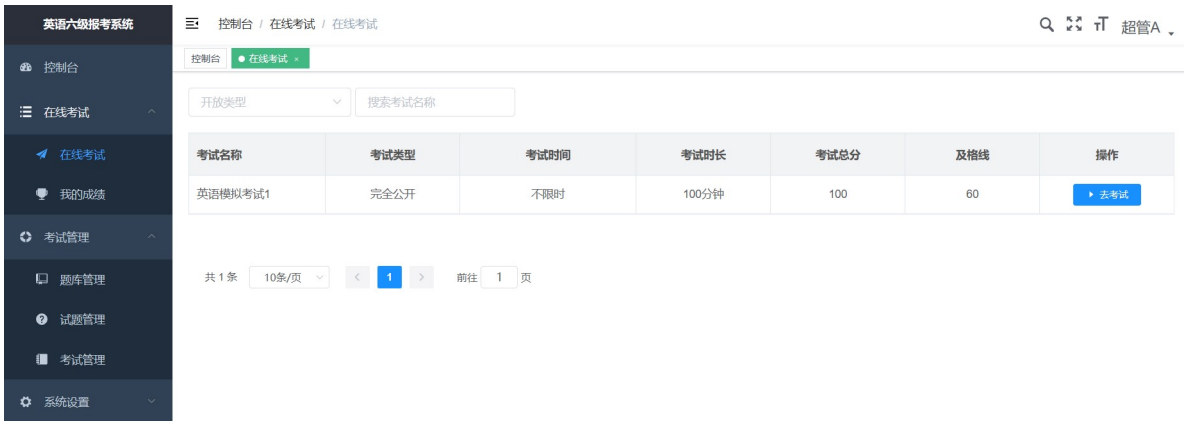 英语六级报考系统
控制台 / 在线考试 / 在线考试
超管A
控制台
在线考试 ×
控制台
在线考试
在线考试
我的成绩
考试管理
题库管理
试题管理
考试管理
系统设置
开放类型
搜索考试名称
考试名称 考试类型 考试时间 考试时长 考试总分 及格线 操作
英语模拟考试1 完全公开 不限时 100分钟 100 60 去考试
共 1 条 10条/页 < 1 > 前往 1 页